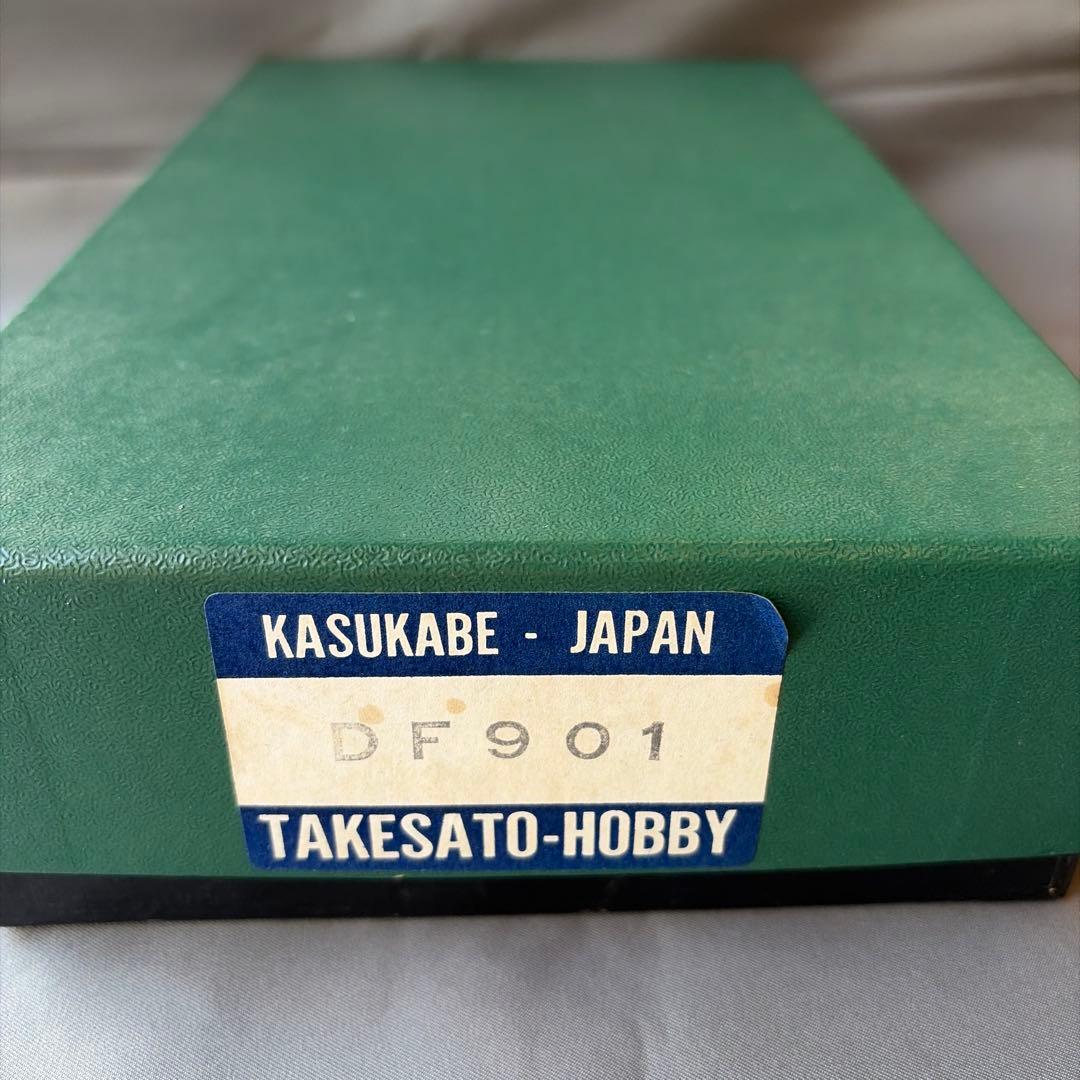 KASUKABE - JAPAN
DF901
TAKESATO-HOBBY